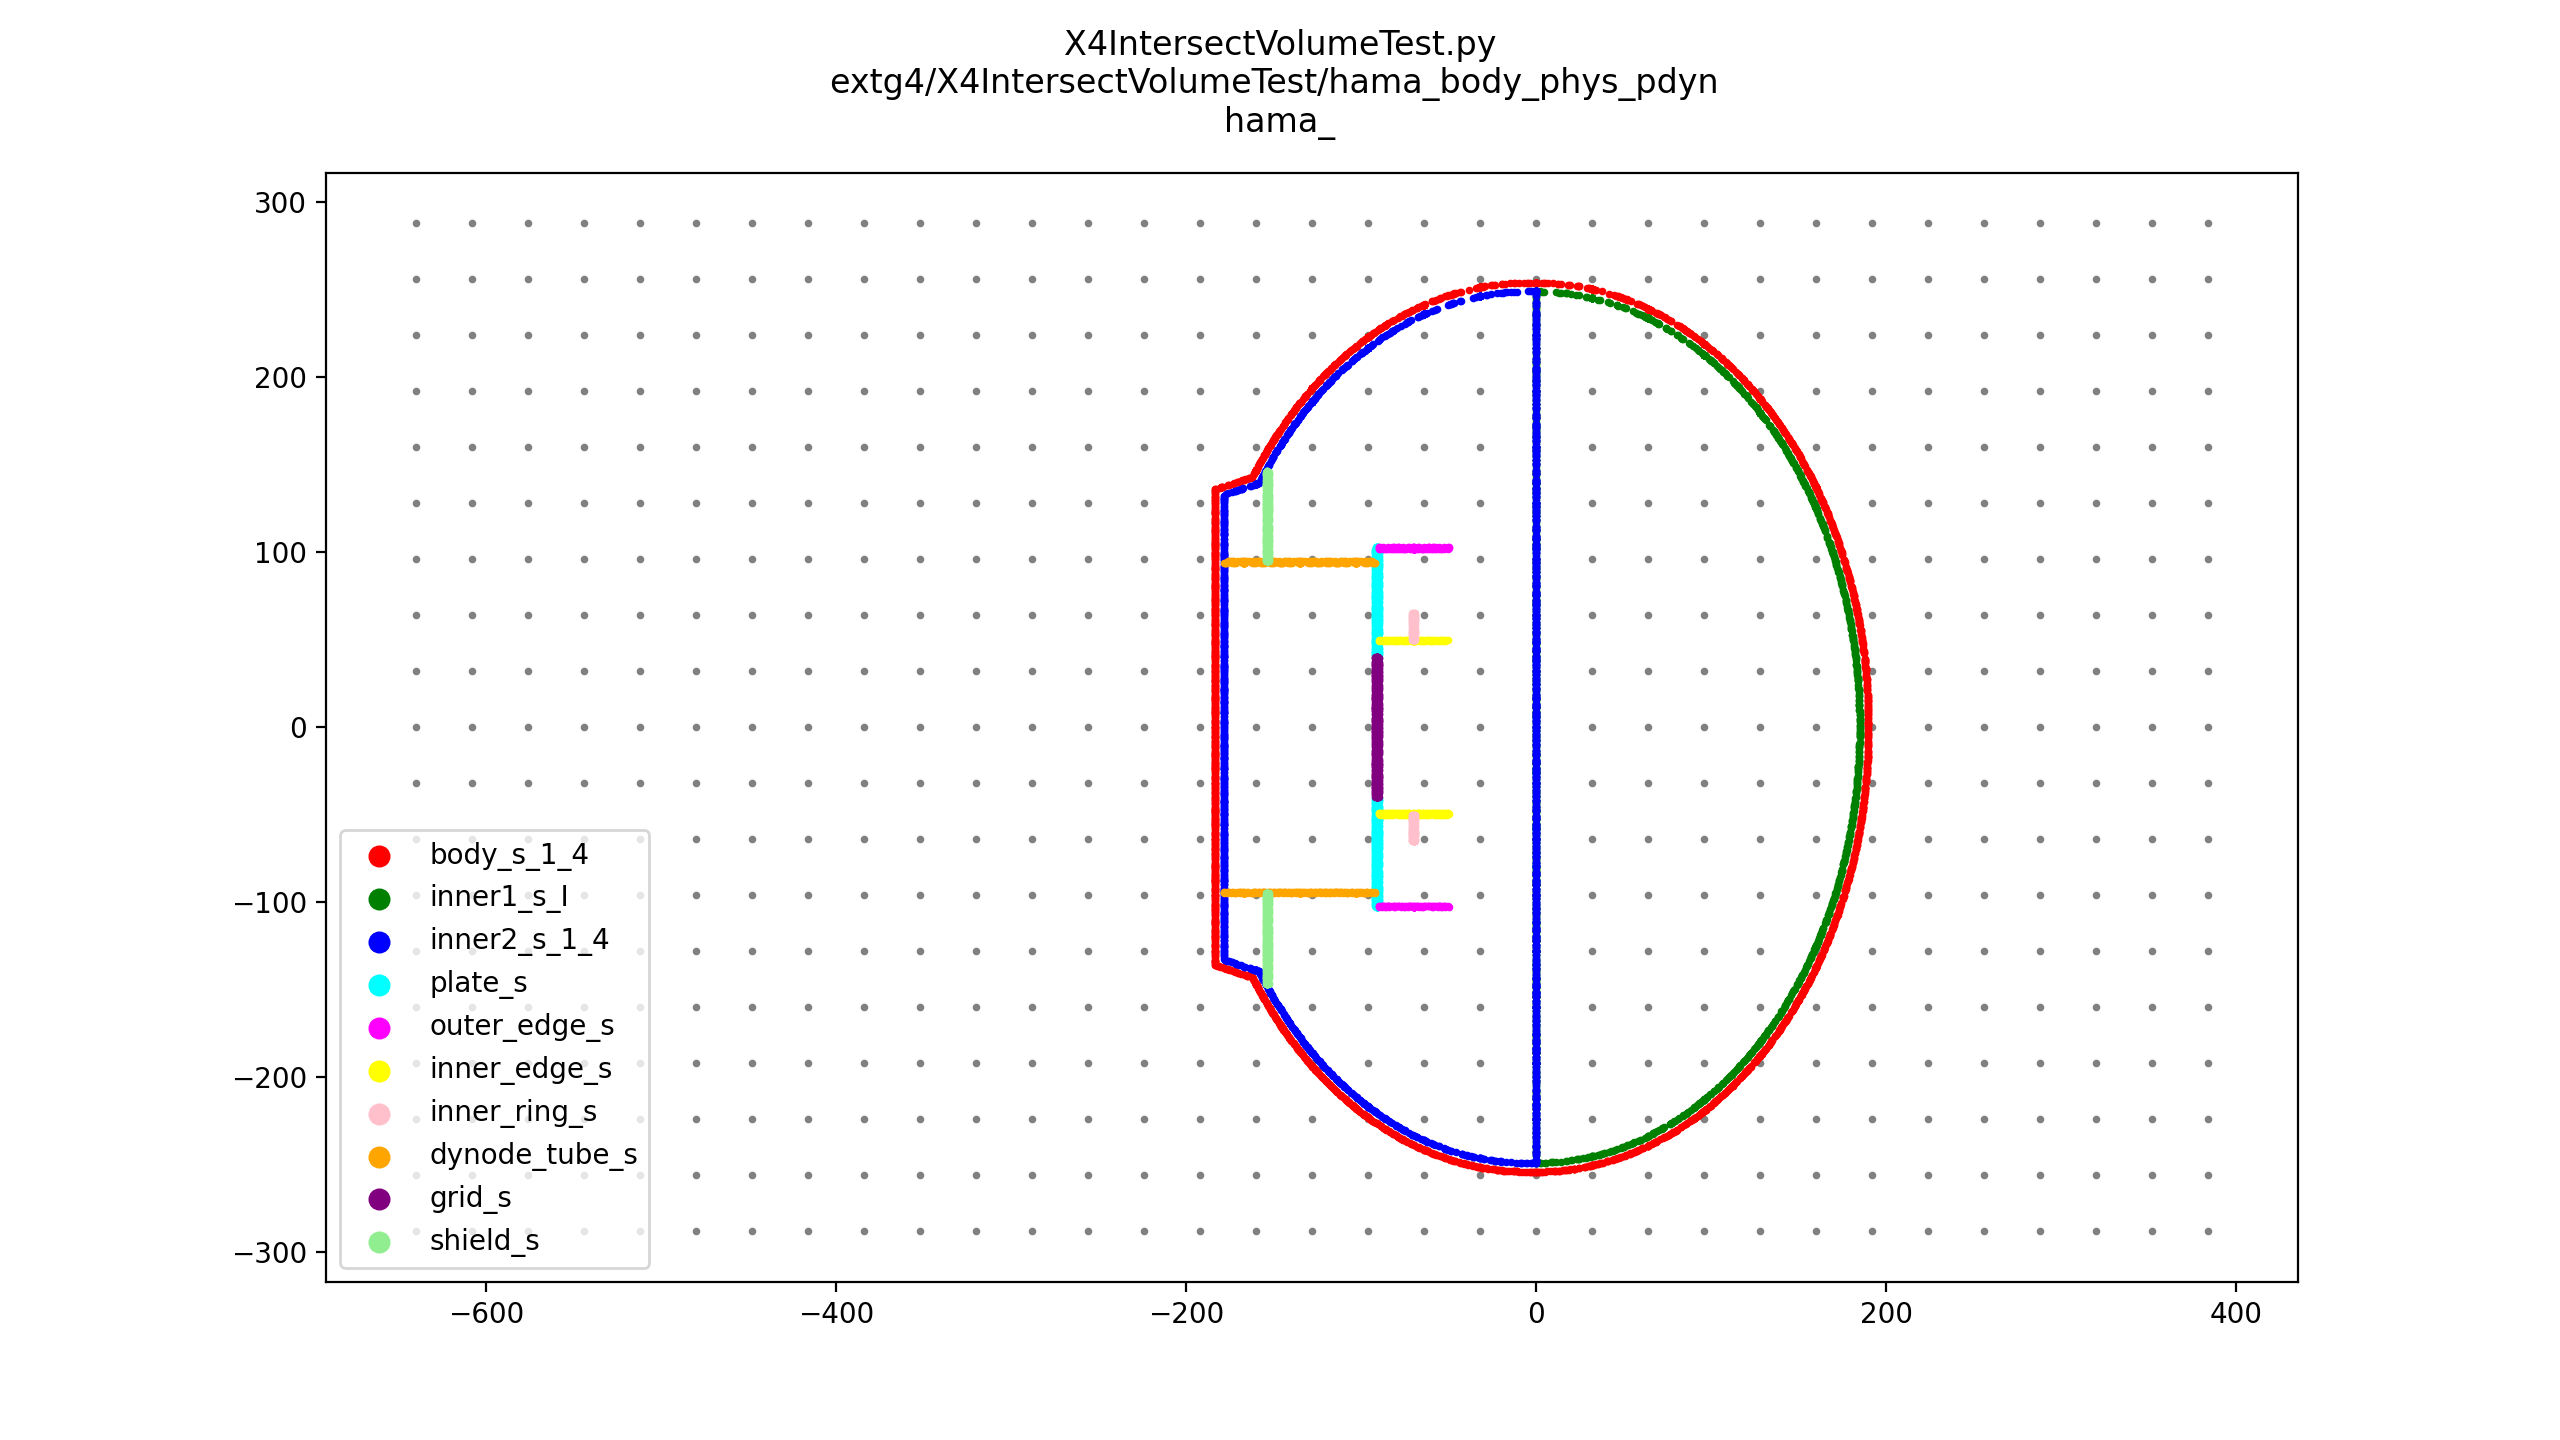 X4IntersectVolumeTest.py
extg4/X4IntersectVolumeTest/hama_body_phys_pdyn
hama_
300
200
100
0
−100
−200
−300
body_s_1_4
inner1_s_I
inner2_s_1_4
plate_s
outer_edge_s
inner_edge_s
inner_ring_s
dynode_tube_s
grid_s
shield_s
−600 −400 −200 0 200 400